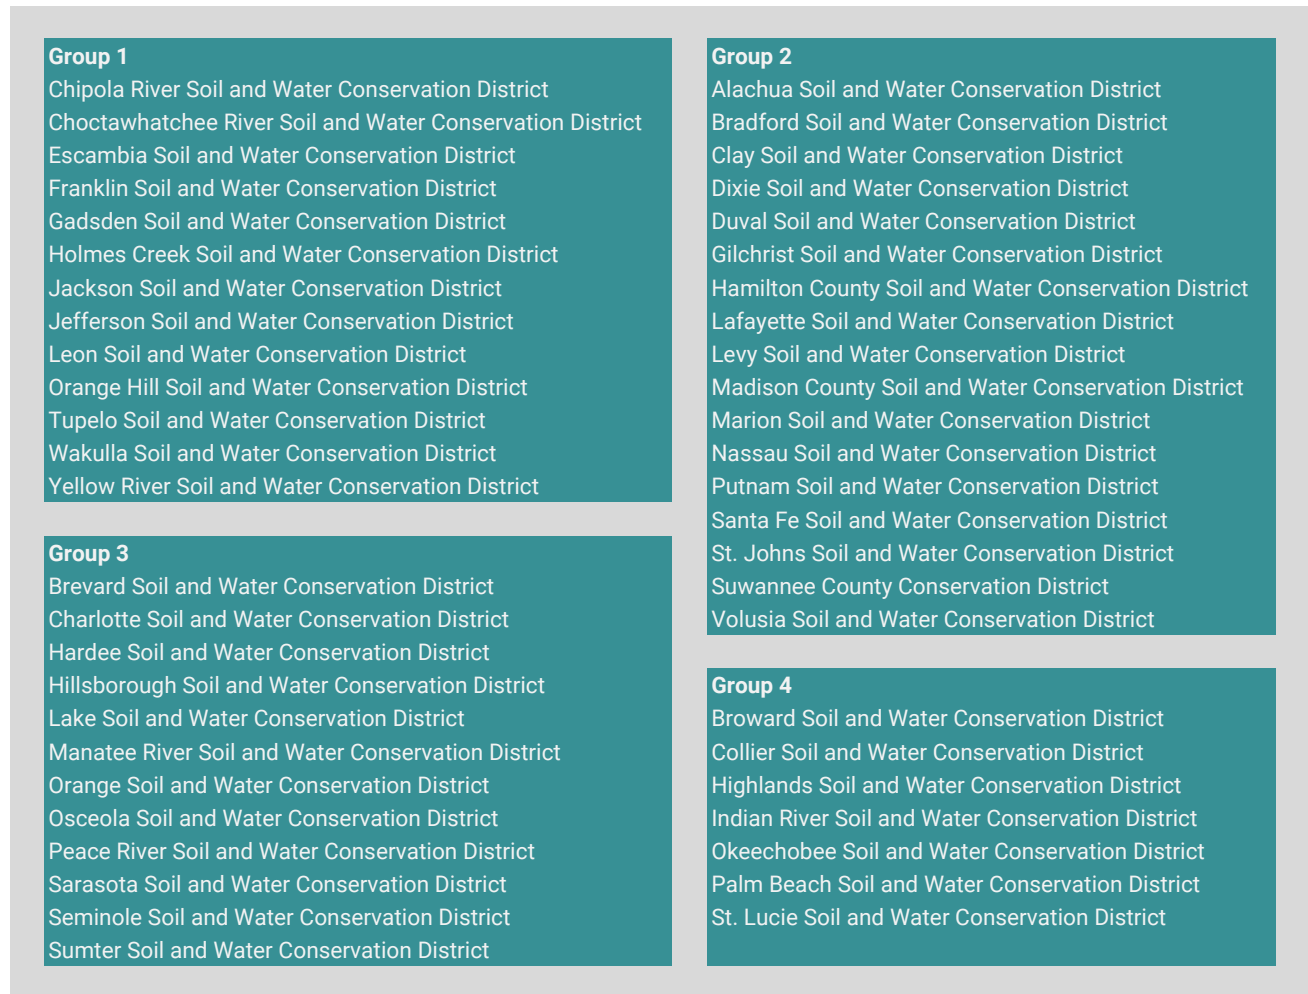 Group 1
Chipola River Soil and Water Conservation District
Choctawhatchee River Soil and Water Conservation District
Escambia Soil and Water Conservation District
Franklin Soil and Water Conservation District
Gadsden Soil and Water Conservation District
Holmes Creek Soil and Water Conservation District
Jackson Soil and Water Conservation District
Jefferson Soil and Water Conservation District
Leon Soil and Water Conservation District
Orange Hill Soil and Water Conservation District
Tupelo Soil and Water Conservation District
Wakulla Soil and Water Conservation District
Yellow River Soil and Water Conservation District
Group 2
Alachua Soil and Water Conservation District
Bradford Soil and Water Conservation District
Clay Soil and Water Conservation District
Dixie Soil and Water Conservation District
Duval Soil and Water Conservation District
Gilchrist Soil and Water Conservation District
Hamilton County Soil and Water Conservation District
Lafayette Soil and Water Conservation District
Levy Soil and Water Conservation District
Madison County Soil and Water Conservation District
Marion Soil and Water Conservation District
Nassau Soil and Water Conservation District
Putnam Soil and Water Conservation District
Santa Fe Soil and Water Conservation District
St. Johns Soil and Water Conservation District
Suwannee County Conservation District
Volusia Soil and Water Conservation District
Group 3
Brevard Soil and Water Conservation District
Charlotte Soil and Water Conservation District
Hardee Soil and Water Conservation District
Hillsborough Soil and Water Conservation District
Lake Soil and Water Conservation District
Manatee River Soil and Water Conservation District
Orange Soil and Water Conservation District
Osceola Soil and Water Conservation District
Peace River Soil and Water Conservation District
Sarasota Soil and Water Conservation District
Seminole Soil and Water Conservation District
Sumter Soil and Water Conservation District
Group 4
Broward Soil and Water Conservation District
Collier Soil and Water Conservation District
Highlands Soil and Water Conservation District
Indian River Soil and Water Conservation District
Okeechobee Soil and Water Conservation District
Palm Beach Soil and Water Conservation District
St. Lucie Soil and Water Conservation District